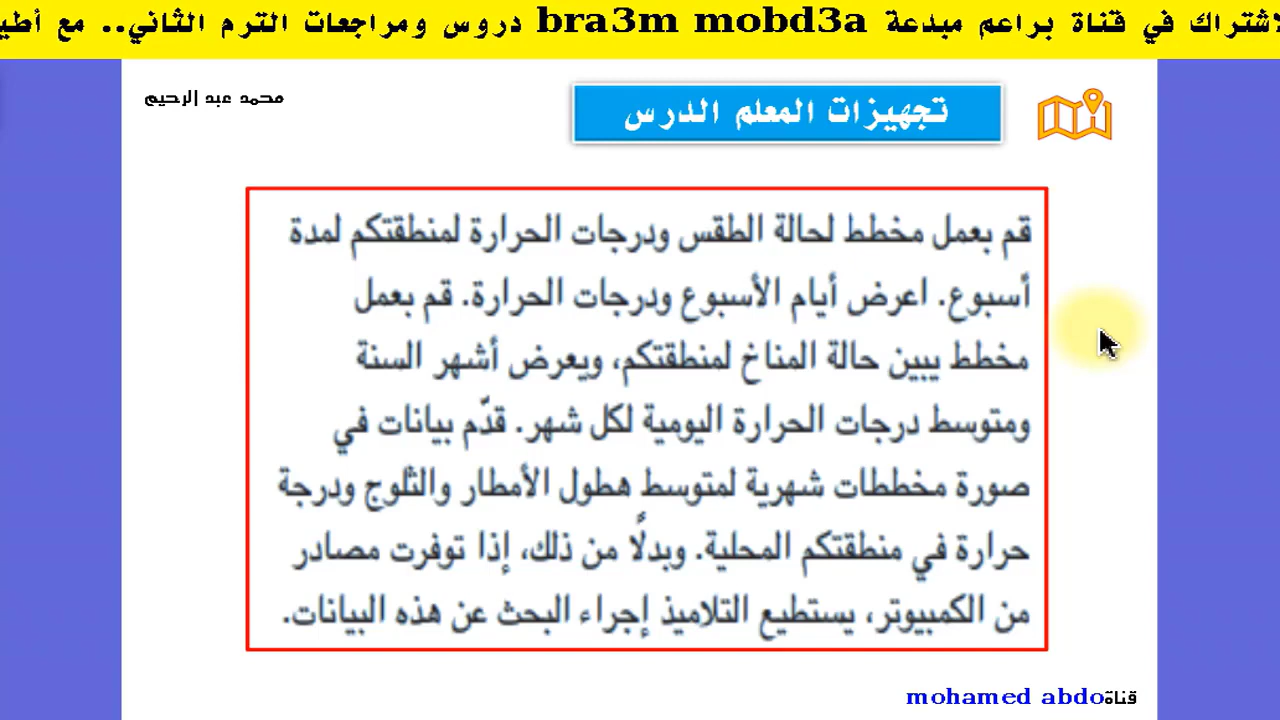 اشتراك في قناة براعم مبدعة bra3m mobd3a دروس ومراجعات الترم الثاني.. مع
محمد عبد الرحيم
تجهيزات المعلم الدرس
قم بعمل مخطط لحالة الطقس ودرجات الحرارة لمنطقتكم لمدة
أسبوع. اعرض أيام الأسبوع ودرجات الحرارة. قم بعمل
مخطط يبين حالة المناخ لمنطقتكم، ويعرض أشهر السنة
ومتوسط درجات الحرارة اليومية لكل شهر. قدّم بيانات في
صورة مخططات شهرية لمتوسط هطول الأمطار والثلوج ودرجة
حرارة في منطقتكم المحلية. وبدلًا من ذلك، إذا توفرت مصادر
من الكمبيوتر، يستطيع التلاميذ إجراء البحث عن هذه البيانات.
قناة mohamed abdo